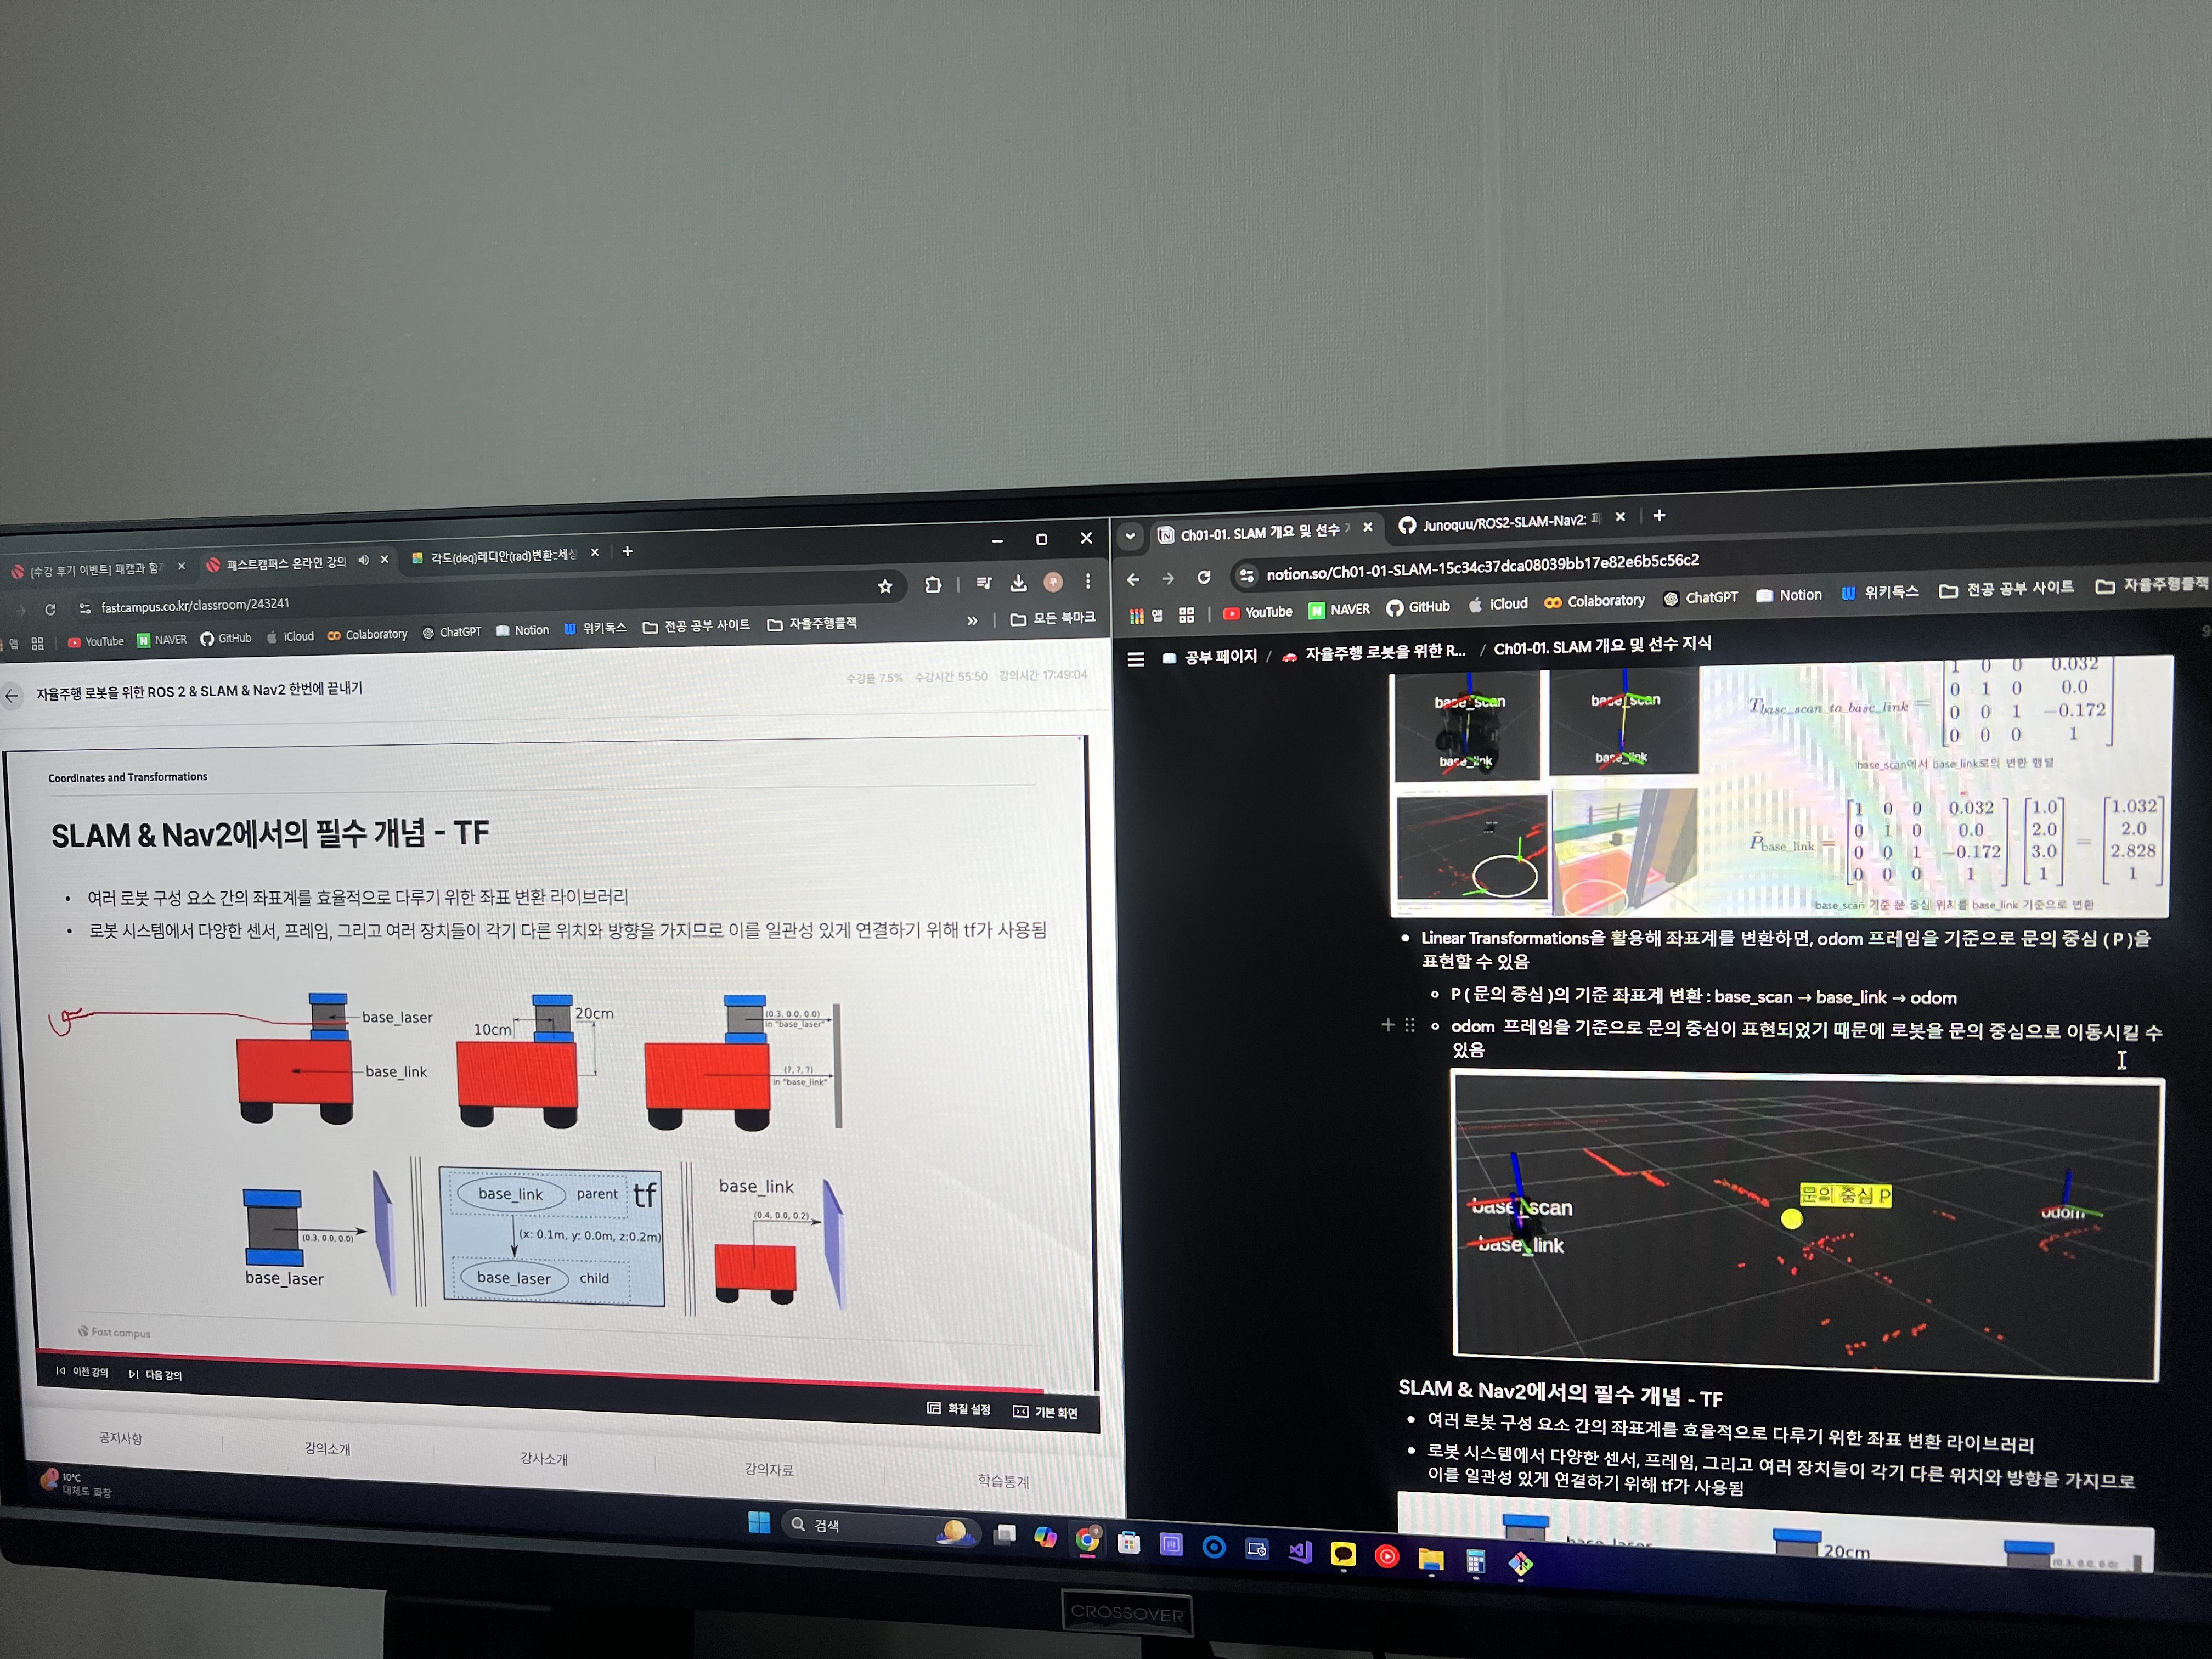 [수강 후기 이벤트] 패캠과 함
패스트캠퍼스 온라인 강의
각도(deg)레디안(rad)변환::세상
fastcampus.co.kr/classroom/243241
앱 YouTube NAVER GitHub iCloud Colaboratory ChatGPT Notion 위키독스 전공 공부 사이트 자율주행플젝 » 모든 북마크
자율주행 로봇을 위한 ROS 2 & SLAM & Nav2 한번에 끝내기
수강률 7.5% 수강시간 55:50 강의시간 17:49:04
Coordinates and Transformations
SLAM & Nav2에서의 필수 개념 - TF
• 여러 로봇 구성 요소 간의 좌표계를 효율적으로 다루기 위한 좌표 변환 라이브러리
• 로봇 시스템에서 다양한 센서, 프레임, 그리고 여러 장치들이 각기 다른 위치와 방향을 가지므로 이를 일관성 있게 연결하기 위해 tf가 사용됨
base_laser
base_link
10cm
20cm
(0.3, 0.0, 0.0)
in "base_laser"
(?, ?, ?)
in "base_link"
(0.3, 0.0, 0.0)
base_laser
base_link parent tf
(x: 0.1m, y: 0.0m, z:0.2m)
base_laser child
base_link
(0.4, 0.0, 0.2)
Fast campus
이전 강의 다음 강의
화질 설정 기본 화면
공지사항 강의소개 강사소개 강의자료 학습통계
10°C
대체로 화창
검색
Ch01-01. SLAM 개요 및 선수
Junoquu/ROS2-SLAM-Nav2:
notion.so/Ch01-01-SLAM-15c34c37dca08039bb17e82e6b5c56c2
앱 YouTube NAVER GitHub iCloud Colaboratory ChatGPT Notion 위키독스 전공 공부 사이트 자율주행플젝
공부 페이지 / 자율주행 로봇을 위한 R... / Ch01-01. SLAM 개요 및 선수 지식
base_scan
base_link
base_scan
base_link
T base_scan_to_base_link =
1 0 0 0.032
0 1 0 0.0
0 0 1 −0.172
0 0 0 1
base_scan에서 base_link로의 변환 행렬
P̃ base_link =
1 0 0 0.032 1.0 1.032
0 1 0 0.0 2.0 2.0
0 0 1 −0.172 3.0 = 2.828
0 0 0 1 1 1
base_scan 기준 문 중심 위치를 base_link 기준으로 변환
• Linear Transformations을 활용해 좌표계를 변환하면, odom 프레임을 기준으로 문의 중심 ( P )을
표현할 수 있음
◦ P ( 문의 중심 )의 기준 좌표계 변환 : base_scan → base_link → odom
◦ odom 프레임을 기준으로 문의 중심이 표현되었기 때문에 로봇을 문의 중심으로 이동시킬 수
있음
문의 중심 P
base_scan
base_link
odom
SLAM & Nav2에서의 필수 개념 - TF
• 여러 로봇 구성 요소 간의 좌표계를 효율적으로 다루기 위한 좌표 변환 라이브러리
• 로봇 시스템에서 다양한 센서, 프레임, 그리고 여러 장치들이 각기 다른 위치와 방향을 가지므로
이를 일관성 있게 연결하기 위해 tf가 사용됨
base_laser
20cm
(0.3, 0.0, 0.0)
CROSSOVER